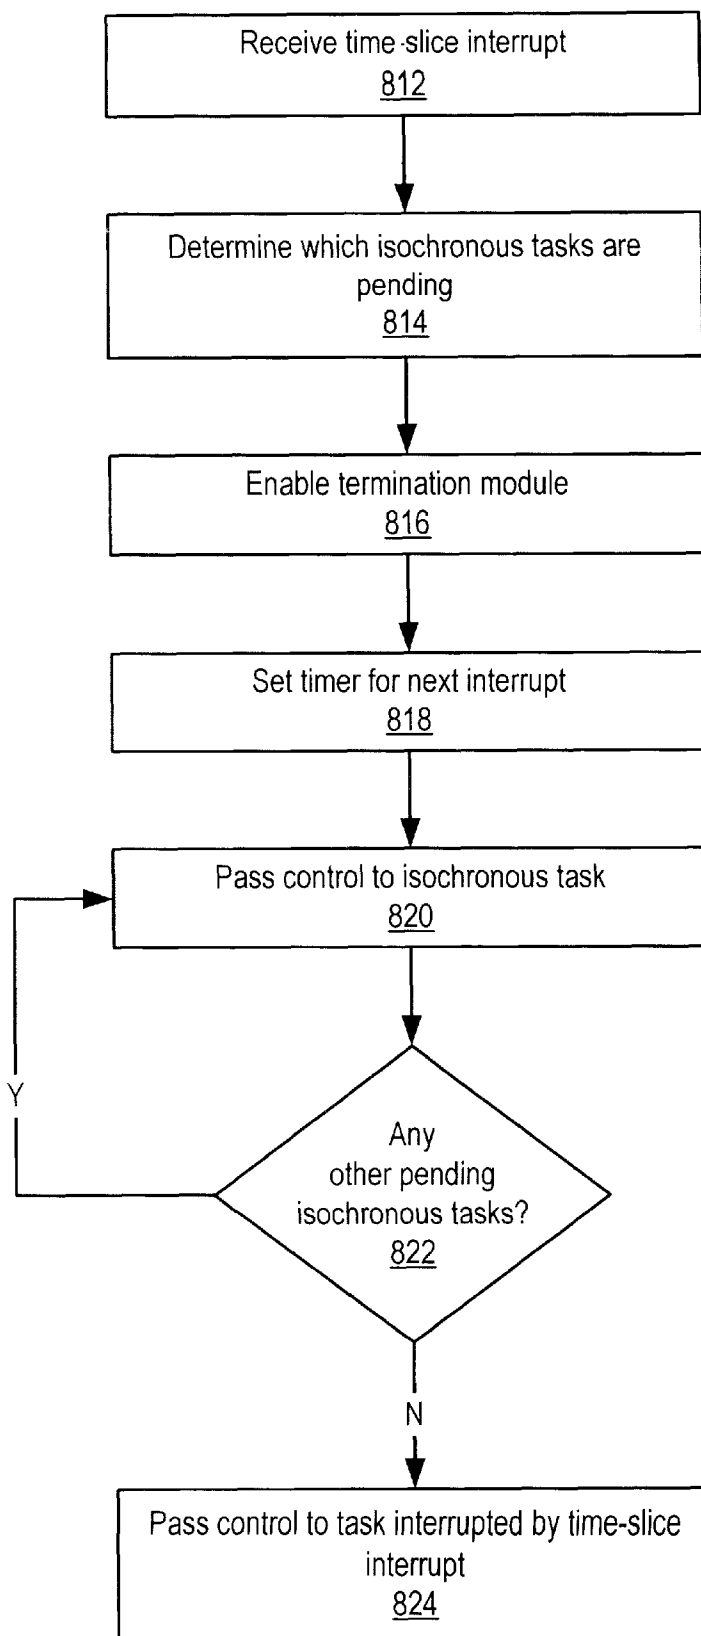 Receive time-slice interrupt
812
Determine which isochronous tasks are
pending
814
Enable termination module
816
Set timer for next interrupt
818
Pass control to isochronous task
820
Y
Any
other pending
isochronous tasks?
822
N
Pass control to task interrupted by time-slice
interrupt
824